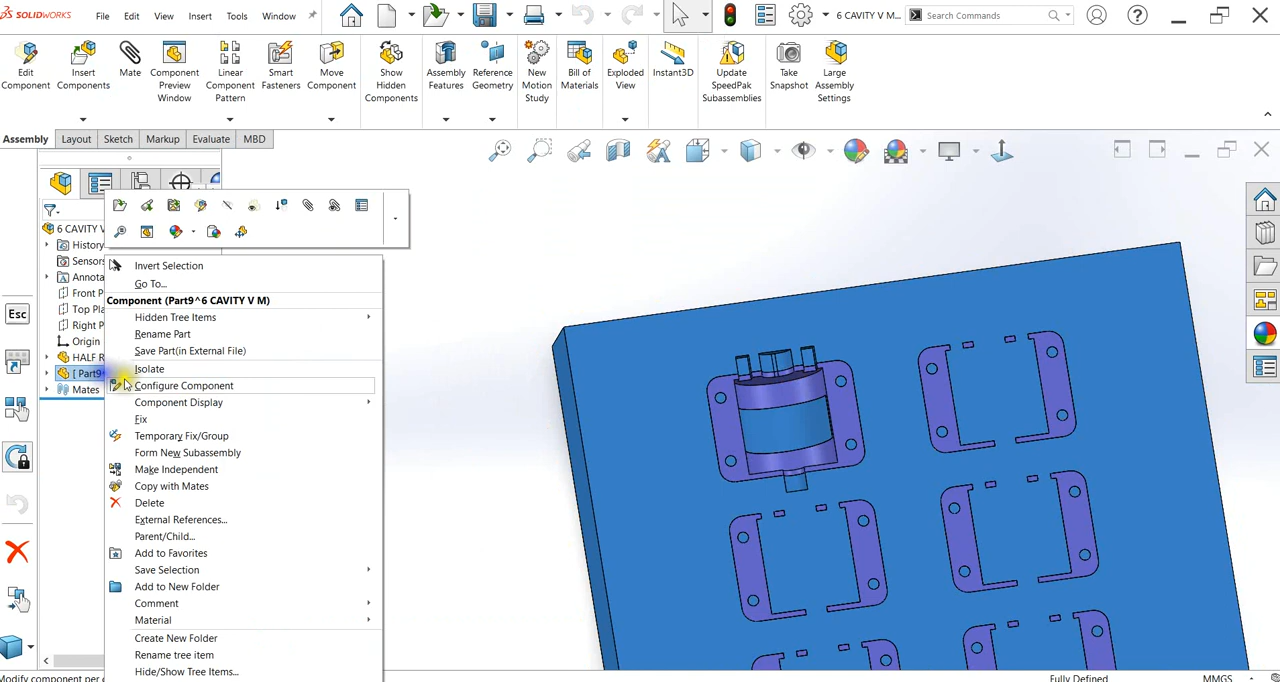 SOLIDWORKS File Edit View Insert Tools Window 6 CAVITY V M... Search Commands
Edit Component
Insert Components
Mate
Component Preview Window
Linear Component Pattern
Smart Fasteners
Move Component
Show Hidden Components
Assembly Features
Reference Geometry
New Motion Study
Bill of Materials
Exploded View
Instant3D
Update SpeedPak Subassemblies
Take Snapshot
Large Assembly Settings
Assembly Layout Sketch Markup Evaluate MBD
6 CAVITY V
History
Sensors
Annota
Front P
Top Pla
Right P
Origin
HALF R
[ Part9^
Mates
Esc
Invert Selection
Go To...
Component (Part9^6 CAVITY V M)
Hidden Tree Items
Rename Part
Save Part(in External File)
Isolate
Configure Component
Component Display
Fix
Temporary Fix/Group
Form New Subassembly
Make Independent
Copy with Mates
Delete
External References...
Parent/Child...
Add to Favorites
Save Selection
Add to New Folder
Comment
Material
Create New Folder
Rename tree item
Hide/Show Tree Items...
Modify component per c
Fully Defined
MMGS